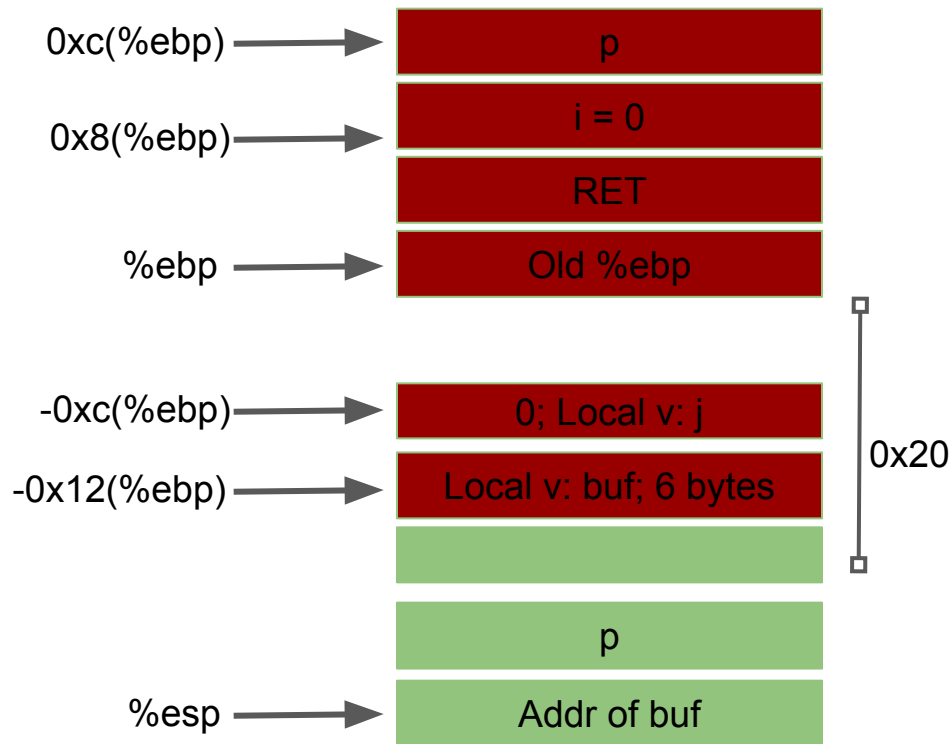 0xc(%ebp)
p
0x8(%ebp)
i = 0
RET
%ebp
Old %ebp
-0xc(%ebp)
0; Local v: j
0x20
-0x12(%ebp)
Local v: buf; 6 bytes
p
%esp
Addr of buf